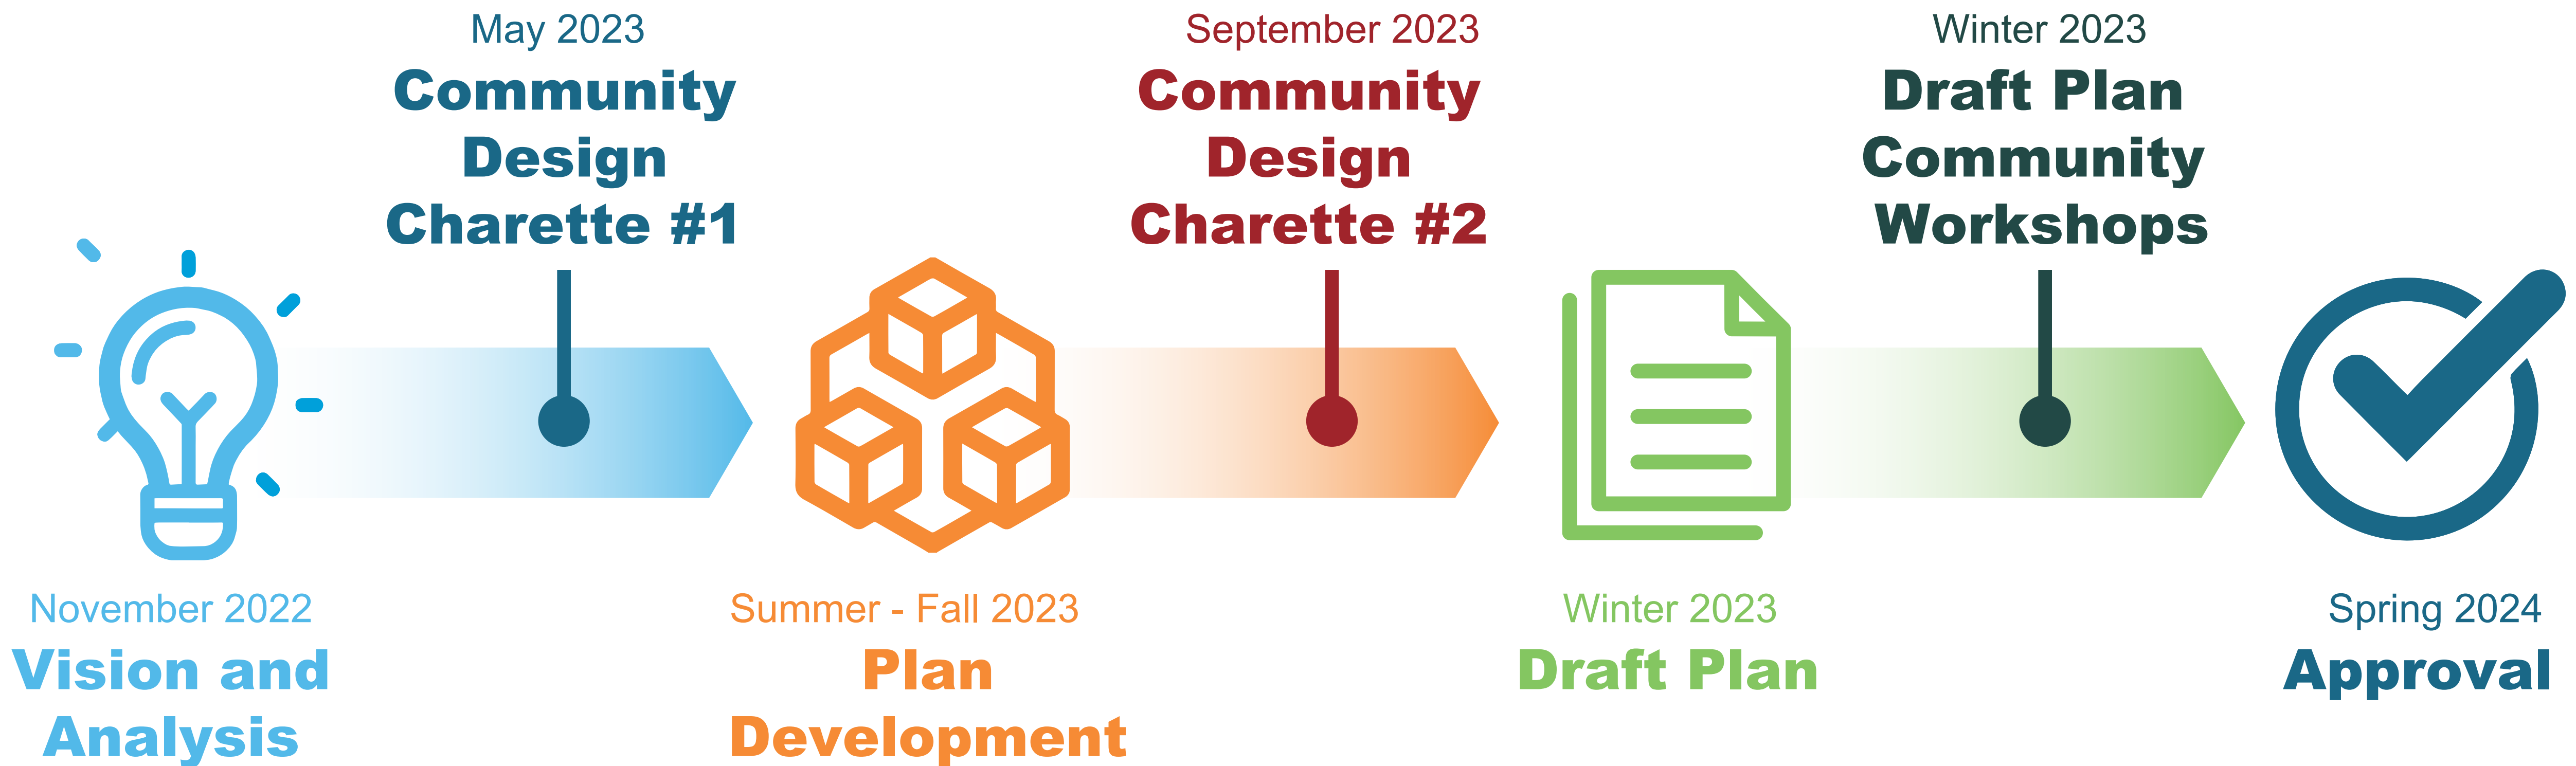 May 2023
Community
Design
Charette #1
September 2023
Community
Design
Charette #2
Winter 2023
Draft Plan
Community
Workshops
November 2022
Vision and
Analysis
Summer - Fall 2023
Plan
Development
Winter 2023
Draft Plan
Spring 2024
Approval